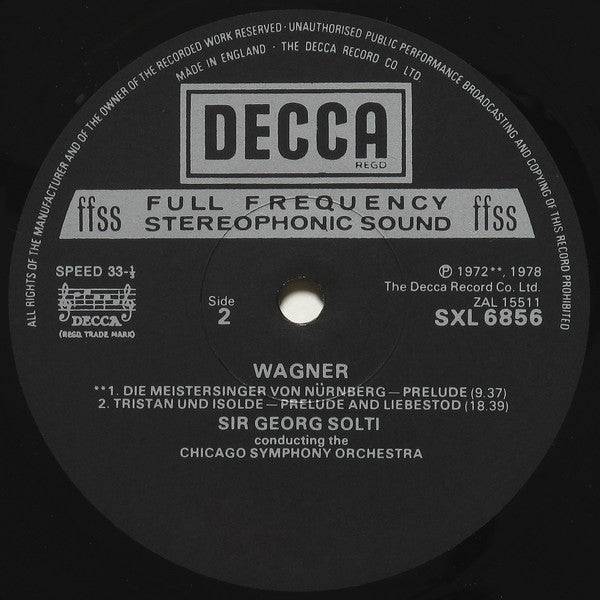 ALL RIGHTS OF THE MANUFACTURER AND OF THE OWNER OF THE RECORDED WORK RESERVED · UNAUTHORISED PUBLIC PERFORMANCE BROADCASTING AND COPYING OF THIS RECORD PROHIBITED
MADE IN ENGLAND · THE DECCA RECORD CO LTD
DECCA
REGD
ffss FULL FREQUENCY ffss
STEREOPHONIC SOUND
SPEED 33-⅓
Ⓟ 1972**, 1978
The Decca Record Co. Ltd.
DECCA
(REGD. TRADE MARK)
Side
2
ZAL 15511
SXL 6856
WAGNER
**1. DIE MEISTERSINGER VON NÜRNBERG—PRELUDE (9.37)
2. TRISTAN UND ISOLDE—PRELUDE AND LIEBESTOD (18.39)
SIR GEORG SOLTI
conducting the
CHICAGO SYMPHONY ORCHESTRA